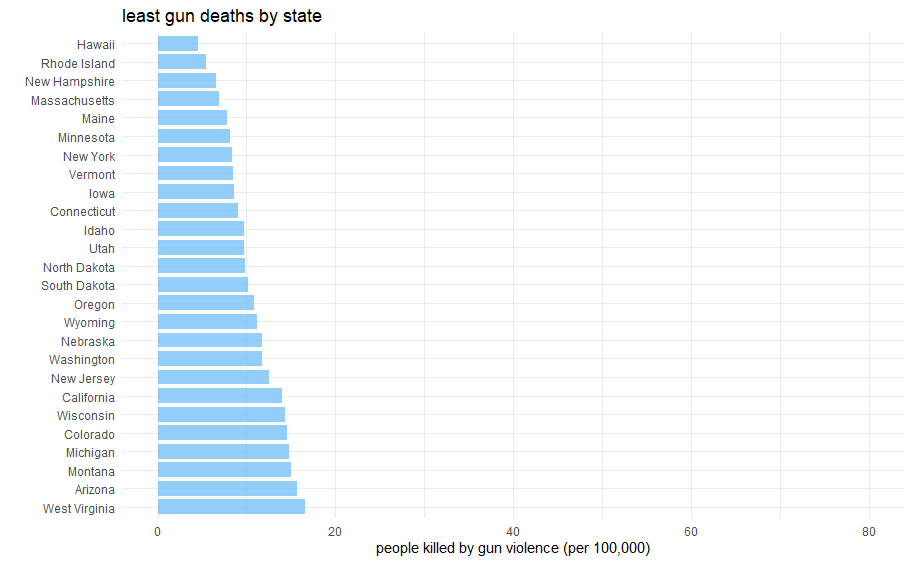 least gun deaths by state
Hawaii
Rhode Island
New Hampshire
Massachusetts
Maine
Minnesota
New York
Vermont
Iowa
Connecticut
Idaho
Utah
North Dakota
South Dakota
Oregon
Wyoming
Nebraska
Washington
New Jersey
California
Wisconsin
Colorado
Michigan
Montana
Arizona
West Virginia
0 20 40 60 80
people killed by gun violence (per 100,000)